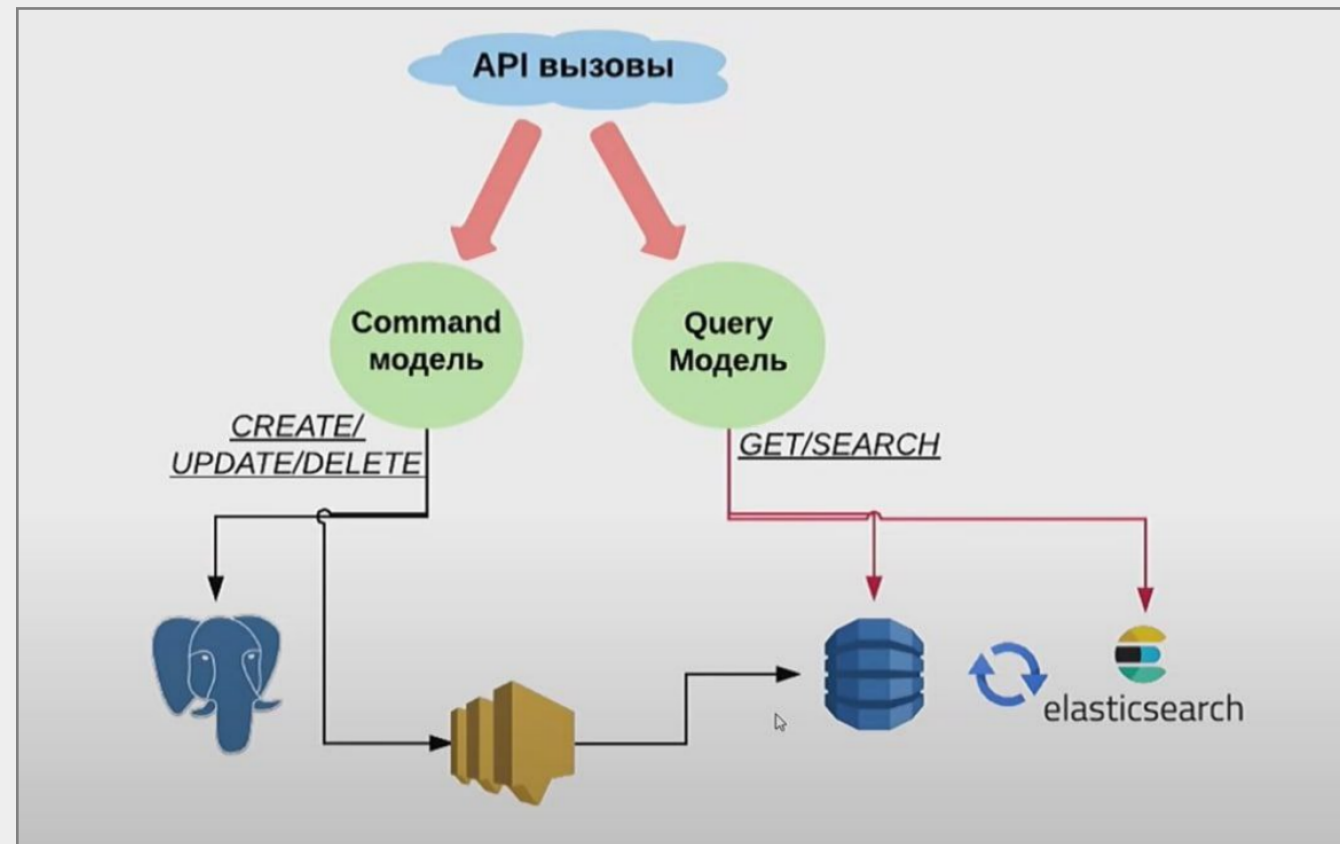 API вызовы
Command
модель
Query
Модель
CREATE/
UPDATE/DELETE
GET/SEARCH
elasticsearch